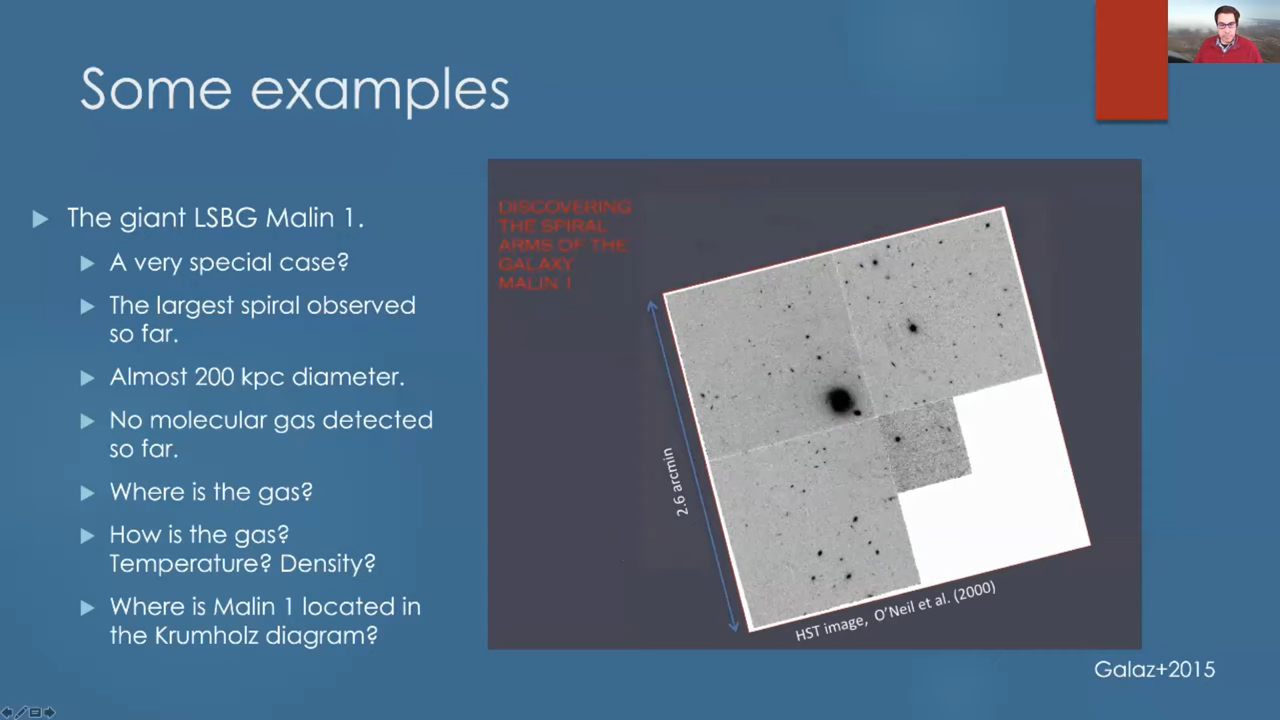 Some examples
The giant LSBG Malin 1.
A very special case?
The largest spiral observed
so far.
Almost 200 kpc diameter.
No molecular gas detected
so far.
Where is the gas?
How is the gas?
Temperature? Density?
Where is Malin 1 located in
the Krumholz diagram?
DISCOVERING
THE SPIRAL
ARMS OF THE
GALAXY
MALIN 1
2.6 arcmin
HST image, O'Neil et al. (2000)
Galaz+2015